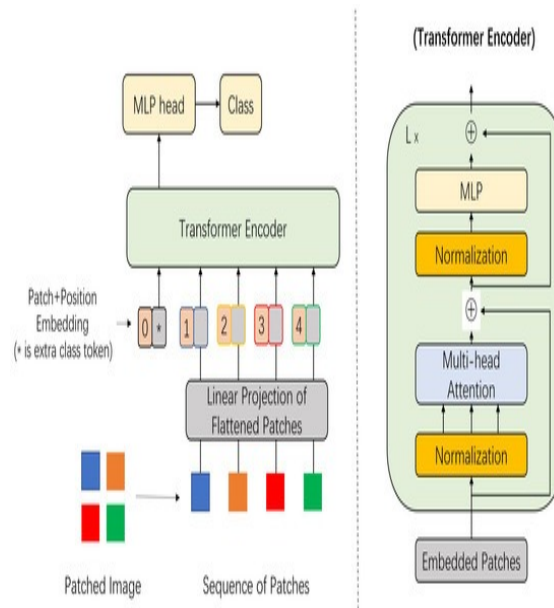 (Transformer Encoder)
MLP head
Class
L x
MLP
Transformer Encoder
Normalization
Patch+Position
Embedding
(* is extra class token)
0 * 1 2 3 4
Multi-head
Attention
Linear Projection of
Flattened Patches
Normalization
Embedded Patches
Patched Image
Sequence of Patches